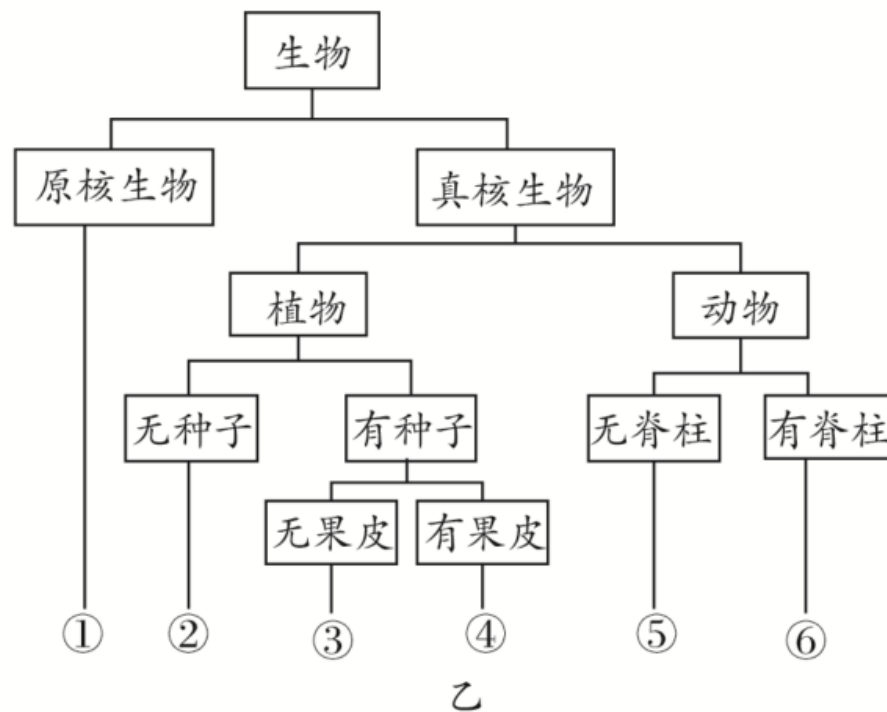 生物
原核生物 真核生物
植物 动物
无种子 有种子 无脊柱 有脊柱
无果皮 有果皮
① ② ③ ④ ⑤ ⑥
乙